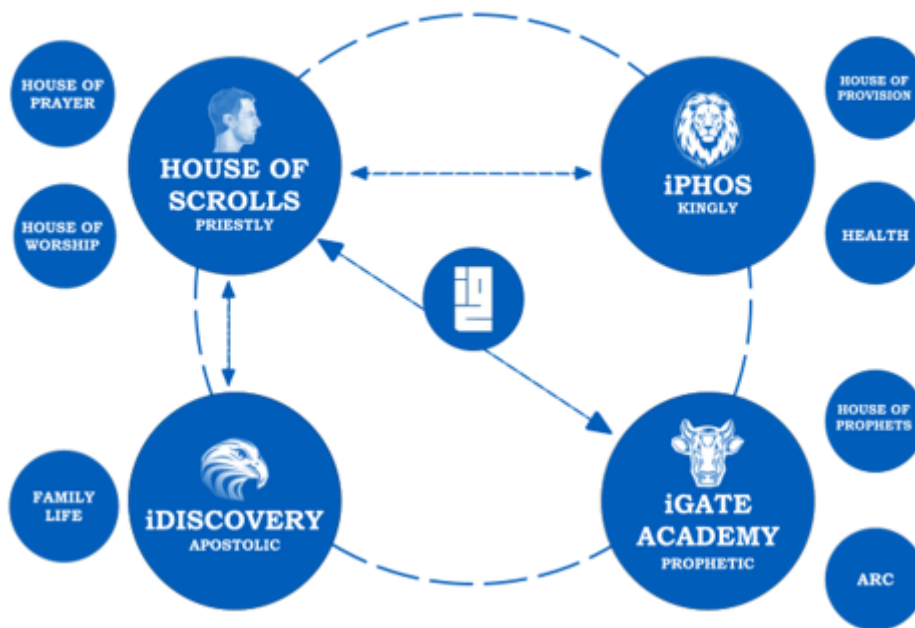 HOUSE OF
PRAYER
HOUSE OF
WORSHIP
HOUSE OF
SCROLLS
PRIESTLY
iPHOS
KINGLY
HOUSE OF
PROVISION
HEALTH
ig
FAMILY
LIFE
iDISCOVERY
APOSTOLIC
iGATE
ACADEMY
PROPHETIC
HOUSE OF
PROPHETS
ARC